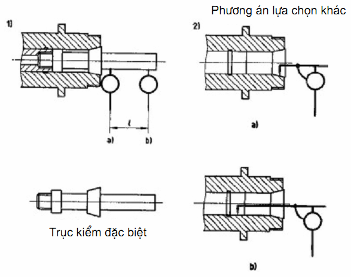 Phương án lựa chọn khác
1)
2)
l
a)
b)
a)
Trục kiểm đặc biệt
b)